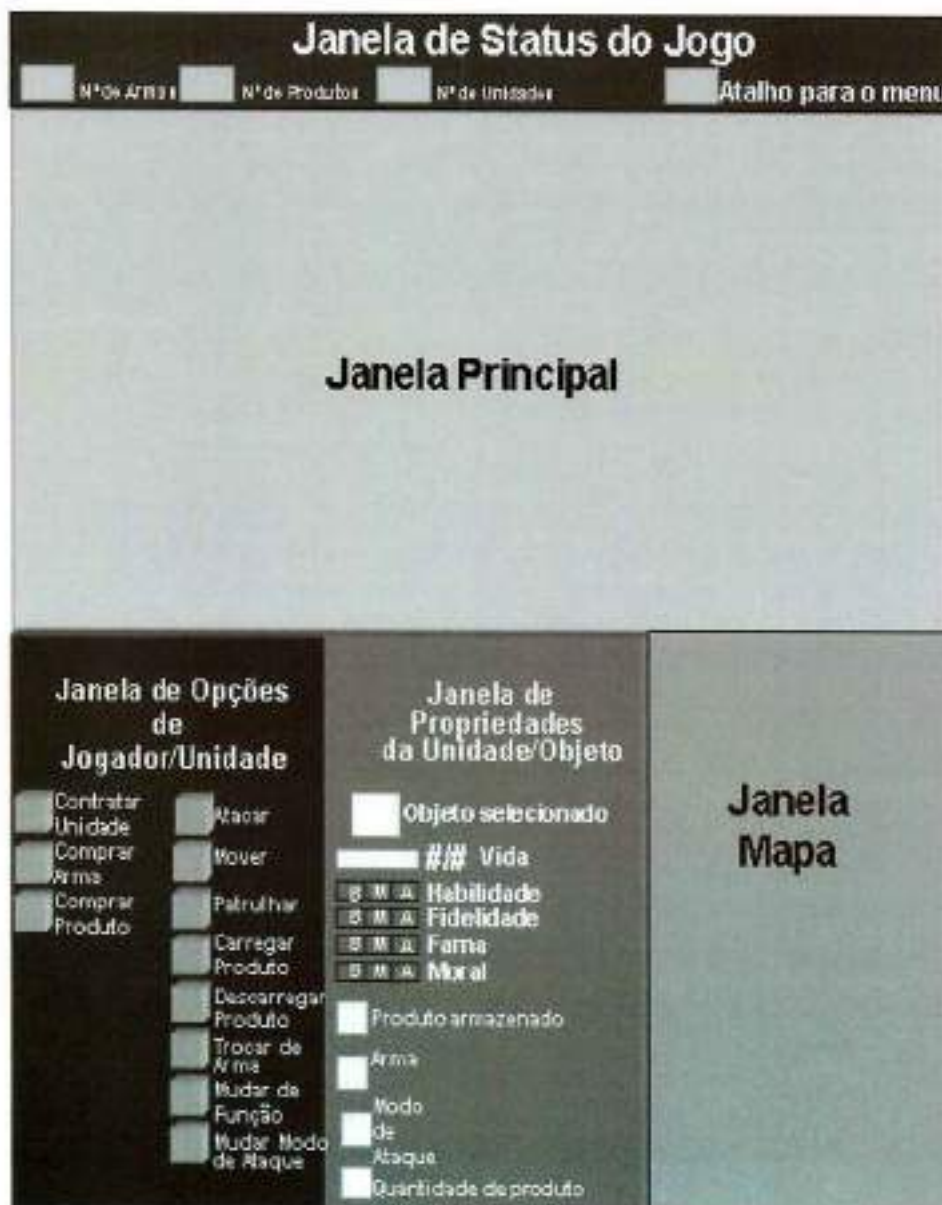 Janela de Status do Jogo
Nº de Armas
Nº de Produtos
Nº de Unidades
Atalho para o menu
Janela Principal
Janela de Opções
de
Jogador/Unidade
Contratar
Unidade
Comprar
Arma
Comprar
Produto
Atacar
Mover
Patrulhar
Carregar
Produto
Descarregar
Produto
Trocar de
Arma
Mudar de
Função
Mudar Modo
de Ataque
Janela de
Propriedades
da Unidade/Objeto
Objeto selecionado
#/# Vida
B M A Habilidade
B M A Fidelidade
B M A Fama
B M A Moral
Produto armazenado
Arma
Modo
de
Ataque
Quantidade de produto
Janela
Mapa